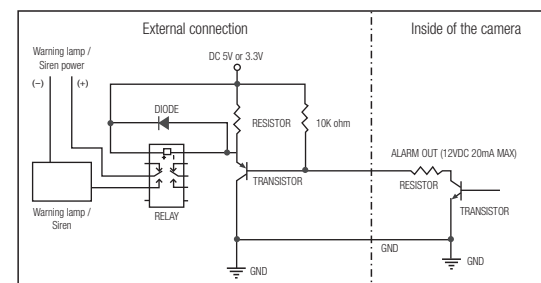 External connection
Inside of the camera
Warning lamp /
Siren power
(−)
(+)
DC 5V or 3.3V
DIODE
RESISTOR
10K ohm
+
-
RELAY
TRANSISTOR
ALARM OUT (12VDC 20mA MAX)
RESISTOR
TRANSISTOR
Warning lamp /
Siren
GND
GND
GND